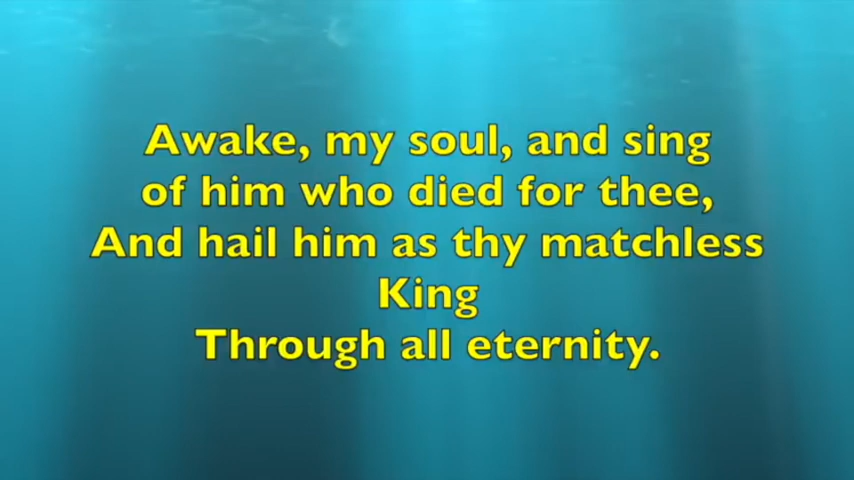 Awake, my soul, and sing
of him who died for thee,
And hail him as thy matchless
King
Through all eternity.